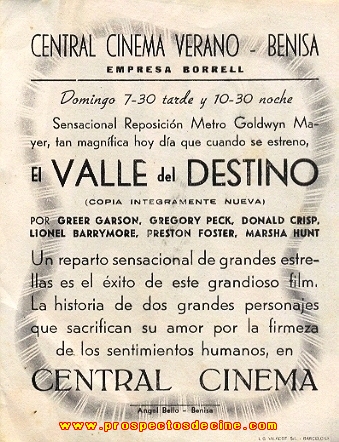 CENTRAL CINEMA VERANO - BENISA
EMPRESA BORRELL
Domingo 7-30 tarde y 10-30 noche
Sensacional Reposición Metro Goldwyn Ma-
yer, tan magnífica hoy día que cuando se estreno,
El VALLE del DESTINO
(COPIA INTEGRAMENTE NUEVA)
POR GREER GARSON, GREGORY PECK, DONALD CRISP,
LIONEL BARRYMORE, PRESTON FOSTER, MARSHA HUNT
Un reparto sensacional de grandes estre-
llas es el éxito de este grandioso film.
La historia de dos grandes personajes
que sacrifican su amor por la firmeza
de los sentimientos humanos, en
CENTRAL CINEMA
Angel Bello - Benisa
www.prospectosdecine.com